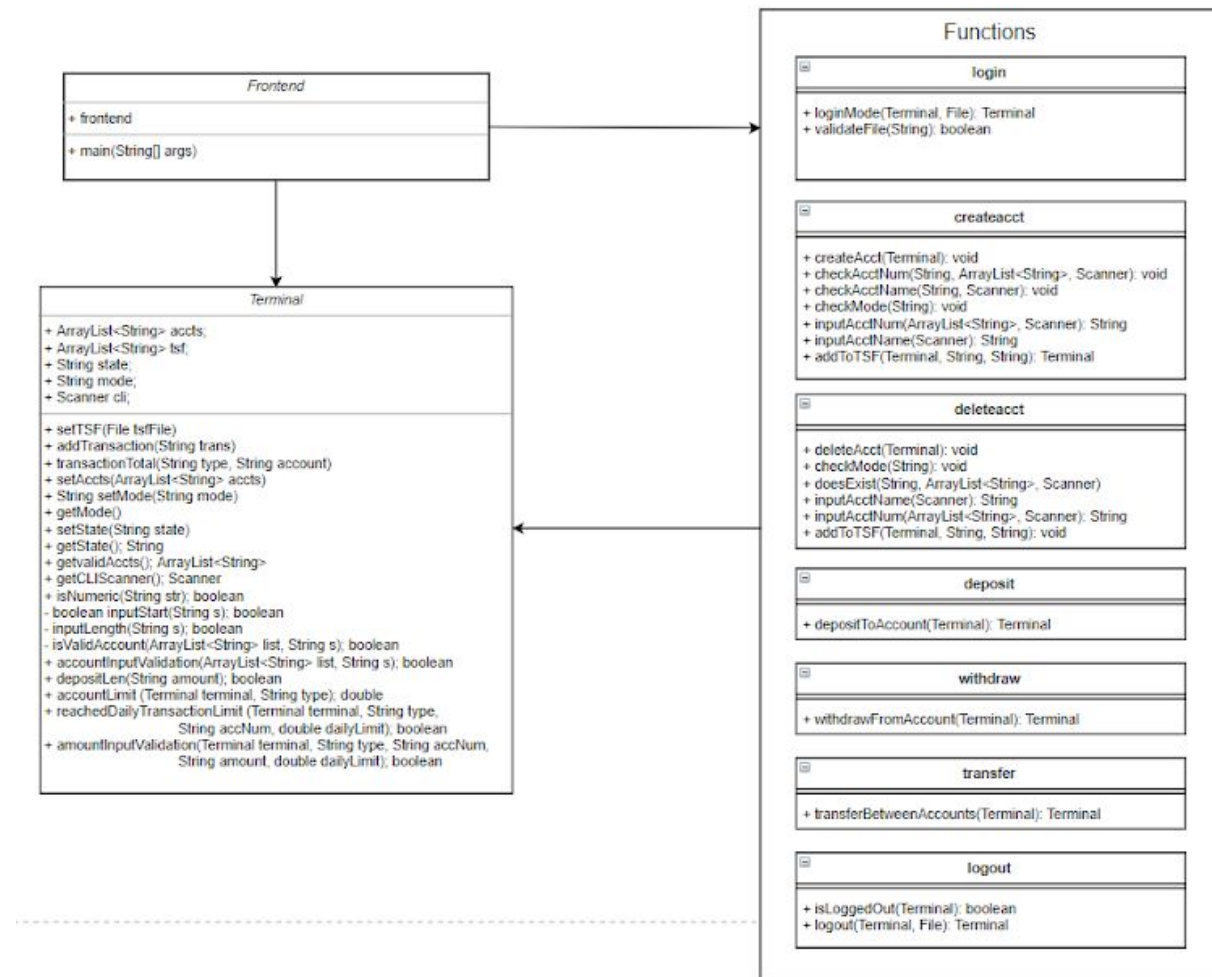 Frontend
+ frontend
+ main(String[] args)
Terminal
+ ArrayList<String> accts;
+ ArrayList<String> tsf;
+ String state;
+ String mode;
+ Scanner cli;
+ setTSF(File tsfFile)
+ addTransaction(String trans)
+ transactionTotal(String type, String account)
+ setAccts(ArrayList<String> accts)
+ String setMode(String mode)
+ getMode()
+ setState(String state)
+ getState(); String
+ getvalidAccts(); ArrayList<String>
+ getCLIScanner(); Scanner
+ isNumeric(String str); boolean
- boolean inputStart(String s); boolean
- inputLength(String s); boolean
- isValidAccount(ArrayList<String> list, String s); boolean
+ accountInputValidation(ArrayList<String> list, String s); boolean
+ depositLen(String amount); boolean
+ accountLimit (Terminal terminal, String type); double
+ reachedDailyTransactionLimit (Terminal terminal, String type,
String accNum, double dailyLimit); boolean
+ amountInputValidation(Terminal terminal, String type, String accNum,
String amount, double dailyLimit); boolean
Functions
login
+ loginMode(Terminal, File): Terminal
+ validateFile(String): boolean
createacct
+ createAcct(Terminal): void
+ checkAcctNum(String, ArrayList<String>, Scanner): void
+ checkAcctName(String, Scanner): void
+ checkMode(String): void
+ inputAcctNum(ArrayList<String>, Scanner): String
+ inputAcctName(Scanner): String
+ addToTSF(Terminal, String, String): Terminal
deleteacct
+ deleteAcct(Terminal): void
+ checkMode(String): void
+ doesExist(String, ArrayList<String>, Scanner)
+ inputAcctName(Scanner): String
+ inputAcctNum(ArrayList<String>, Scanner): String
+ addToTSF(Terminal, String, String): void
deposit
+ depositToAccount(Terminal): Terminal
withdraw
+ withdrawFromAccount(Terminal): Terminal
transfer
+ transferBetweenAccounts(Terminal): Terminal
logout
+ isLoggedOut(Terminal): boolean
+ logout(Terminal, File): Terminal